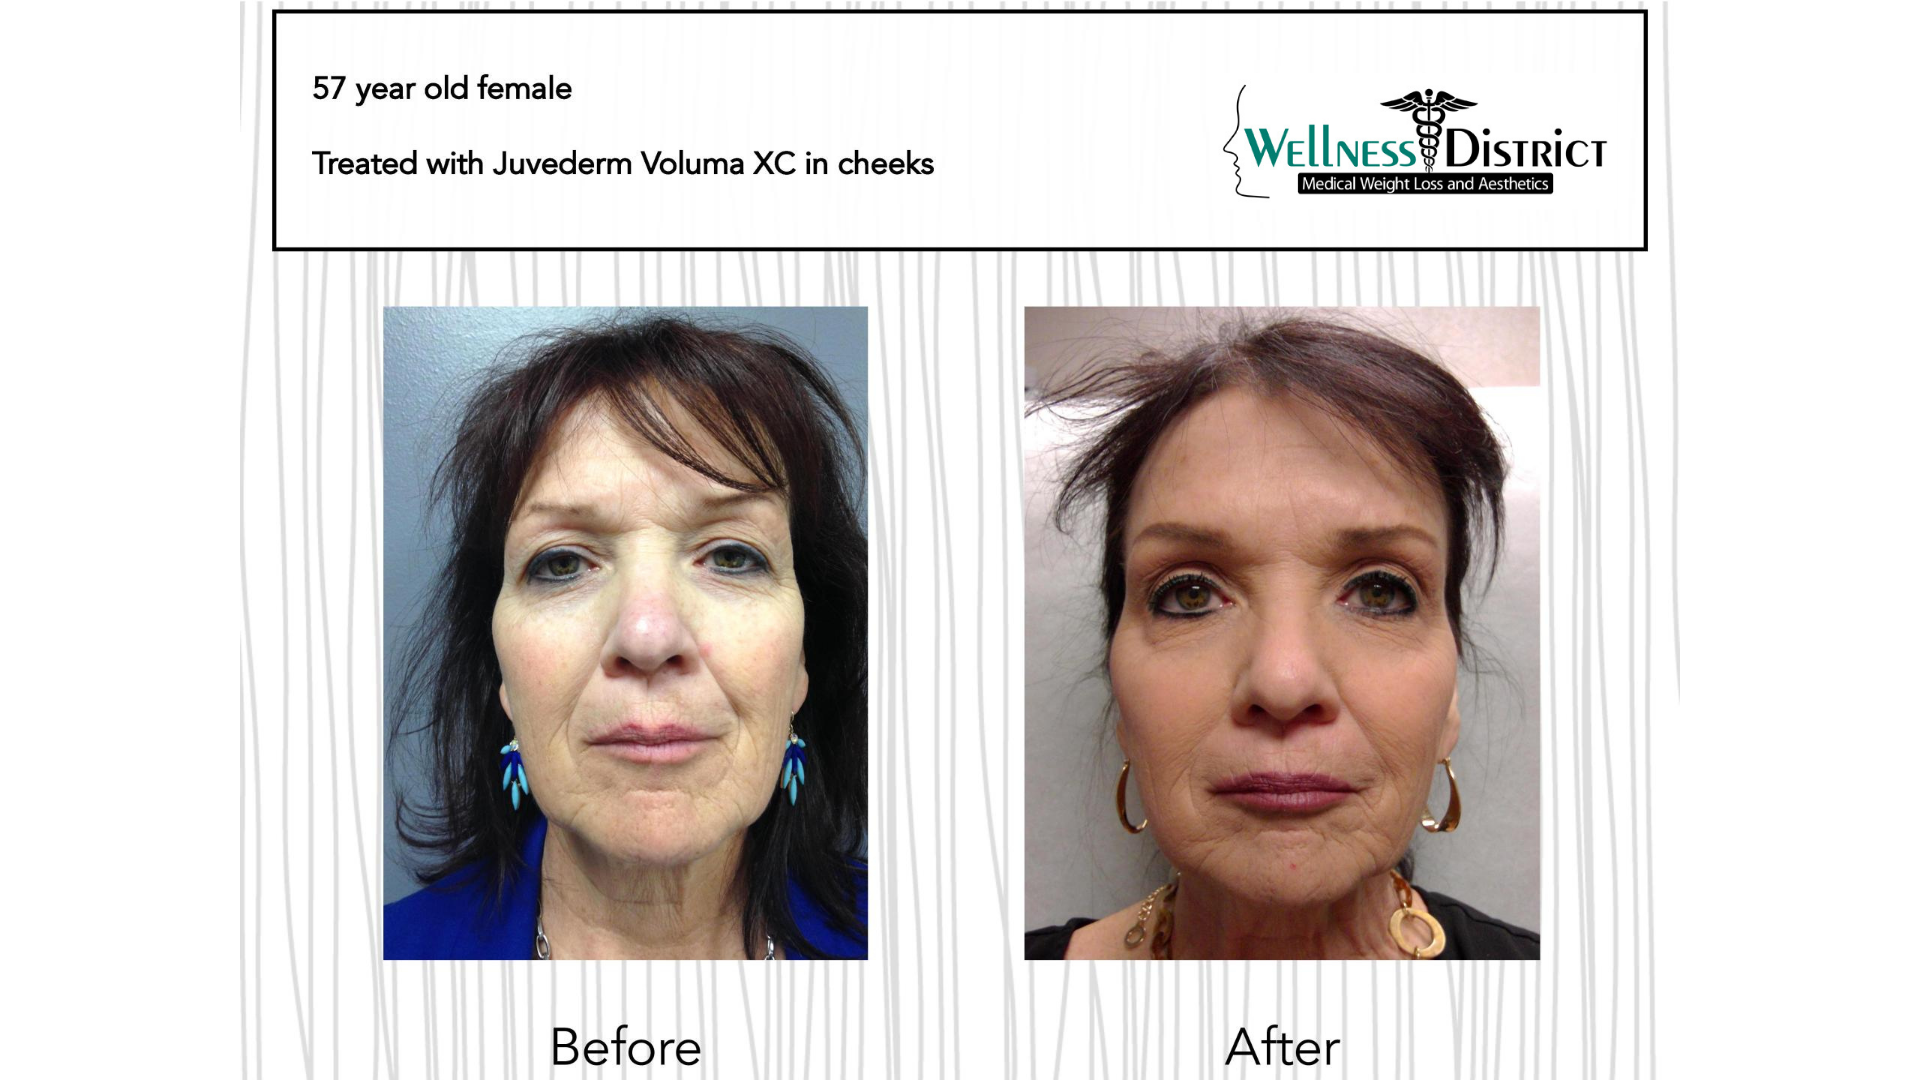 57 year old female
Treated with Juvederm Voluma XC in cheeks
WEllNESS DISTRICT
Medical Weight Loss and Aesthetics
Before
After